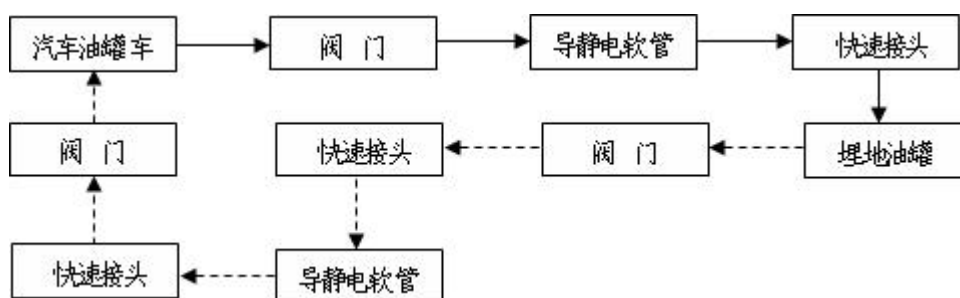 汽车油罐车
阀 门
导静电软管
快速接头
阀 门
快速接头
阀 门
埋地油罐
快速接头
导静电软管